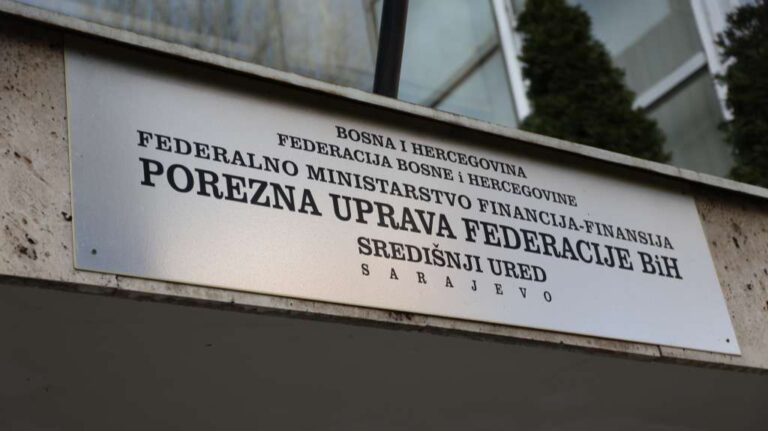 BOSNA I HERCEGOVINA
FEDERACIJA BOSNE i HERCEGOVINE
FEDERALNO MINISTARSTVO FINANCIJA-FINANSIJA
POREZNA UPRAVA FEDERACIJE BiH
SREDIŠNJI URED
SARAJEVO